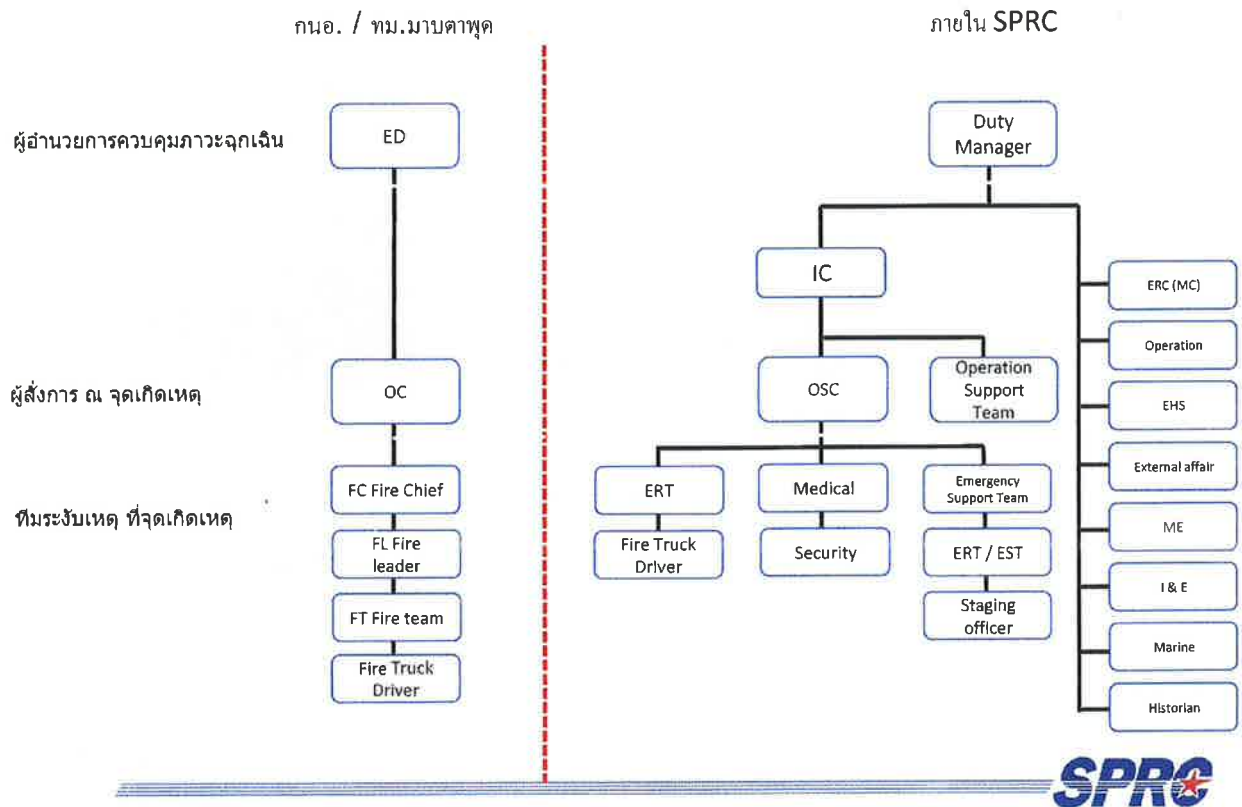 กนอ. / ทม.มาบตาพุด
ภายใน SPRC
ผู้อำนวยการควบคุมภาวะฉุกเฉิน
ED
Duty
Manager
IC
ERC (MC)
Operation
ผู้สั่งการ ณ จุดเกิดเหตุ
OC
OSC
Operation
Support
Team
EHS
External affair
ทีมระงับเหตุ ที่จุดเกิดเหตุ
FC Fire Chief
FL Fire
leader
FT Fire team
Fire Truck
Driver
ERT
Fire Truck
Driver
Medical
Security
Emergency
Support Team
ERT / EST
Staging
officer
ME
I & E
Marine
Historian
SPRC